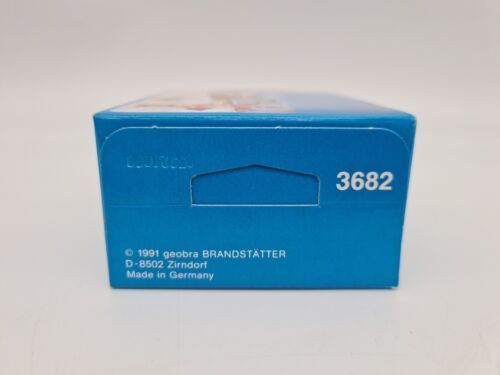 3682
© 1991 geobra BRANDSTÄTTER
D-8502 Zirndorf
Made in Germany